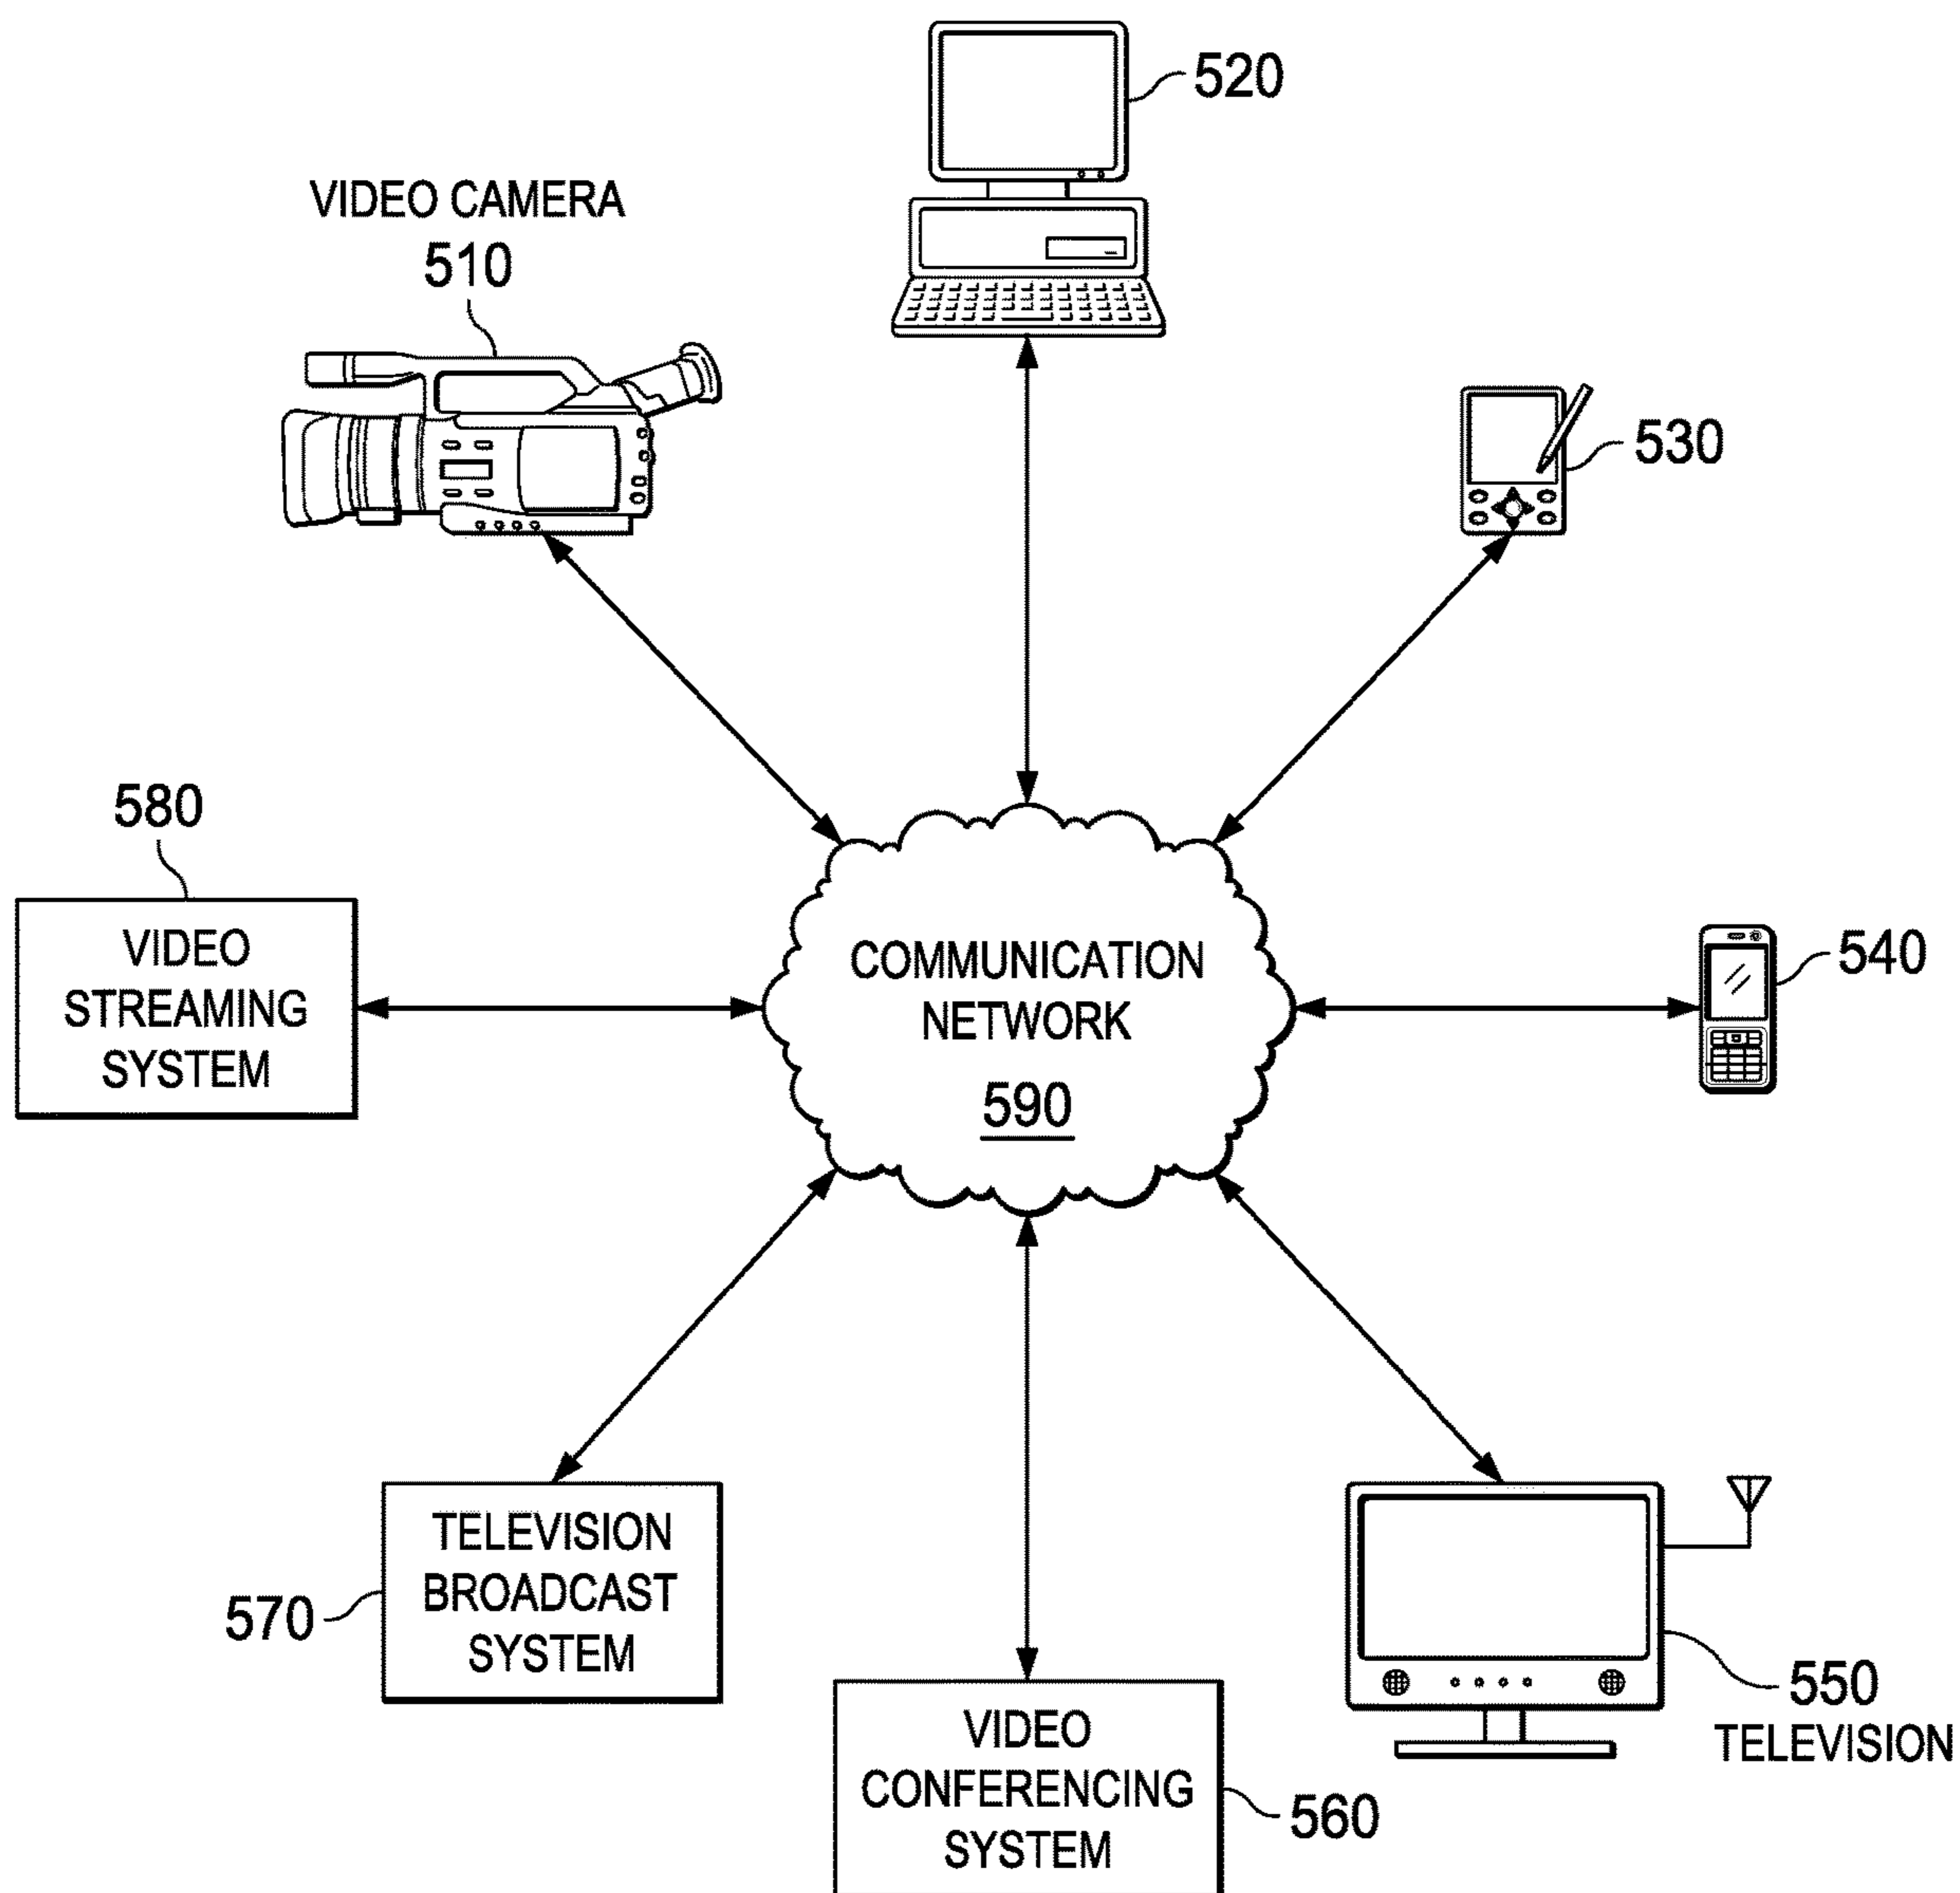 520
VIDEO CAMERA
510
530
580
VIDEO
STREAMING
SYSTEM
COMMUNICATION
NETWORK
590
540
570
TELEVISION
BROADCAST
SYSTEM
550
TELEVISION
VIDEO
CONFERENCING
SYSTEM
560